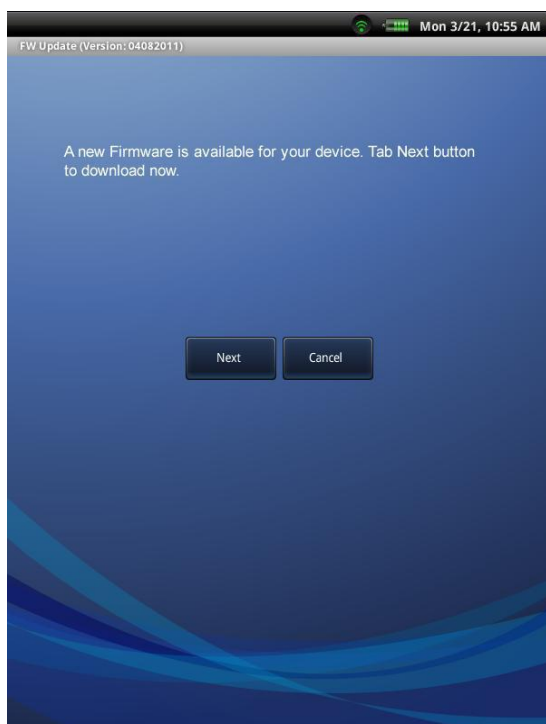 Mon 3/21, 10:55 AM
FW Update (Version: 04082011)
A new Firmware is available for your device. Tab Next button
to download now.
Next Cancel